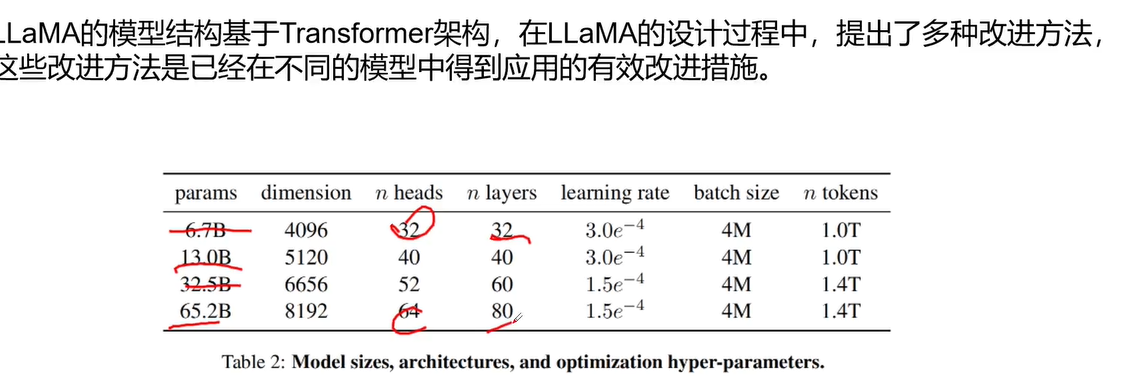 LLaMA的模型结构基于Transformer架构，在LLaMA的设计过程中，提出了多种改进方法，
这些改进方法是已经在不同的模型中得到应用的有效改进措施。
params dimension n heads n layers learning rate batch size n tokens
6.7B 4096 32 32 3.0e⁻⁴ 4M 1.0T
13.0B 5120 40 40 3.0e⁻⁴ 4M 1.0T
32.5B 6656 52 60 1.5e⁻⁴ 4M 1.4T
65.2B 8192 64 80 1.5e⁻⁴ 4M 1.4T
Table 2: Model sizes, architectures, and optimization hyper-parameters.